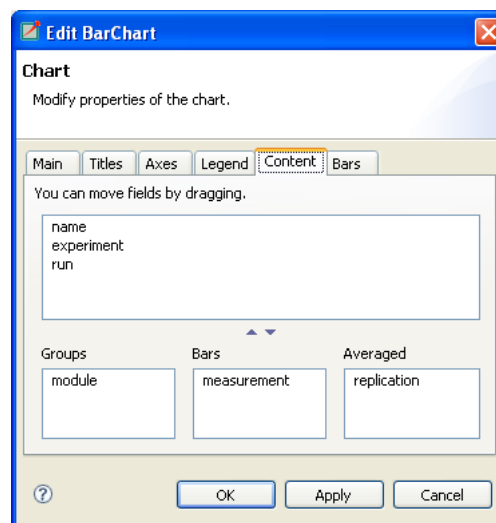 Edit BarChart
Chart
Modify properties of the chart.
Main Titles Axes Legend Content Bars
You can move fields by dragging.
name
experiment
run
Groups Bars Averaged
module measurement replication
? OK Apply Cancel